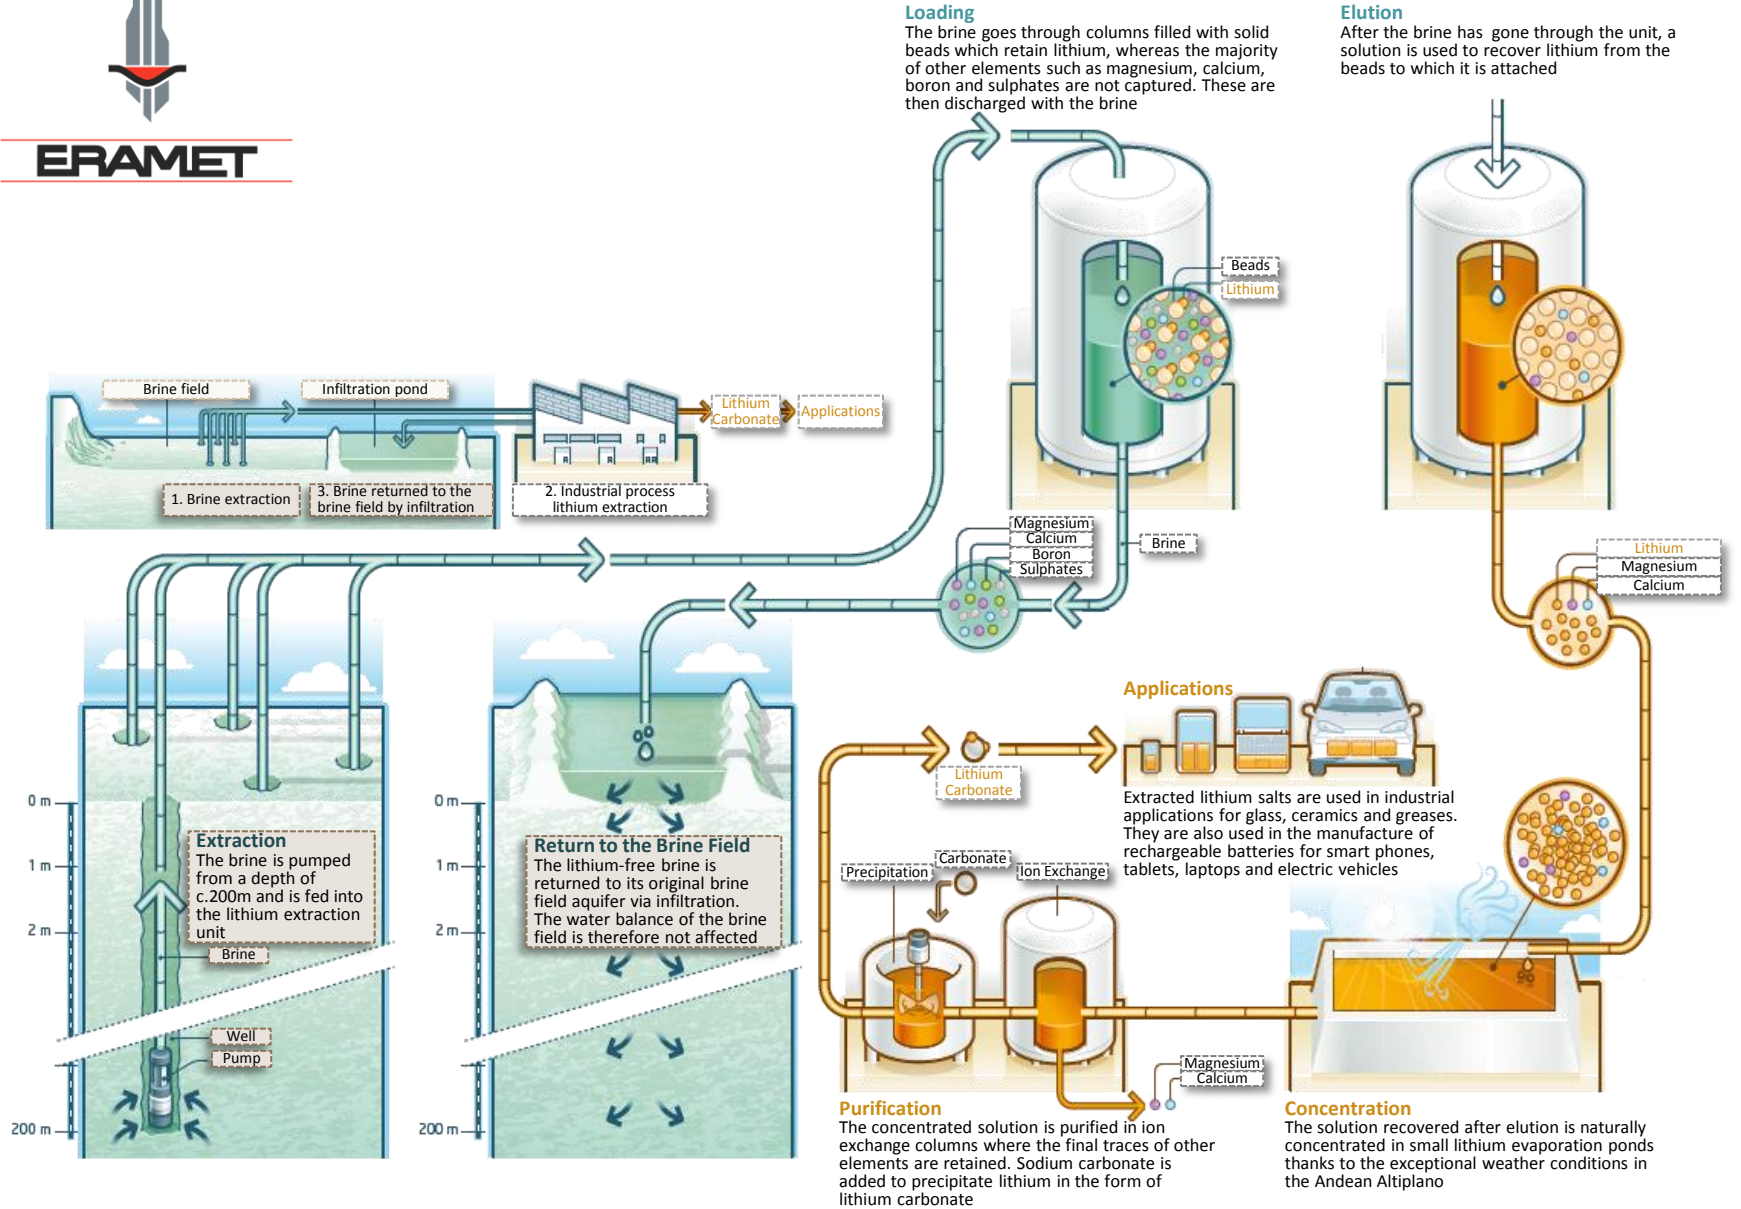 ERAMET
Loading
The brine goes through columns filled with solid
beads which retain lithium, whereas the majority
of other elements such as magnesium, calcium,
boron and sulphates are not captured. These are
then discharged with the brine
Elution
After the brine has gone through the unit, a
solution is used to recover lithium from the
beads to which it is attached
Beads
Lithium
Brine field
Infiltration pond
Lithium
Carbonate
Applications
1. Brine extraction
3. Brine returned to the
brine field by infiltration
2. Industrial process
lithium extraction
Magnesium
Calcium
Boron
Sulphates
Brine
Lithium
Magnesium
Calcium
0 m
1 m
2 m
200 m
Extraction
The brine is pumped
from a depth of
c.200m and is fed into
the lithium extraction
unit
Brine
Well
Pump
0 m
1 m
2 m
200 m
Return to the Brine Field
The lithium-free brine is
returned to its original brine
field aquifer via infiltration.
The water balance of the brine
field is therefore not affected
Lithium
Carbonate
Applications
Extracted lithium salts are used in industrial
applications for glass, ceramics and greases.
They are also used in the manufacture of
rechargeable batteries for smart phones,
tablets, laptops and electric vehicles
Precipitation
Carbonate
Ion Exchange
Magnesium
Calcium
Purification
The concentrated solution is purified in ion
exchange columns where the final traces of other
elements are retained. Sodium carbonate is
added to precipitate lithium in the form of
lithium carbonate
Concentration
The solution recovered after elution is naturally
concentrated in small lithium evaporation ponds
thanks to the exceptional weather conditions in
the Andean Altiplano